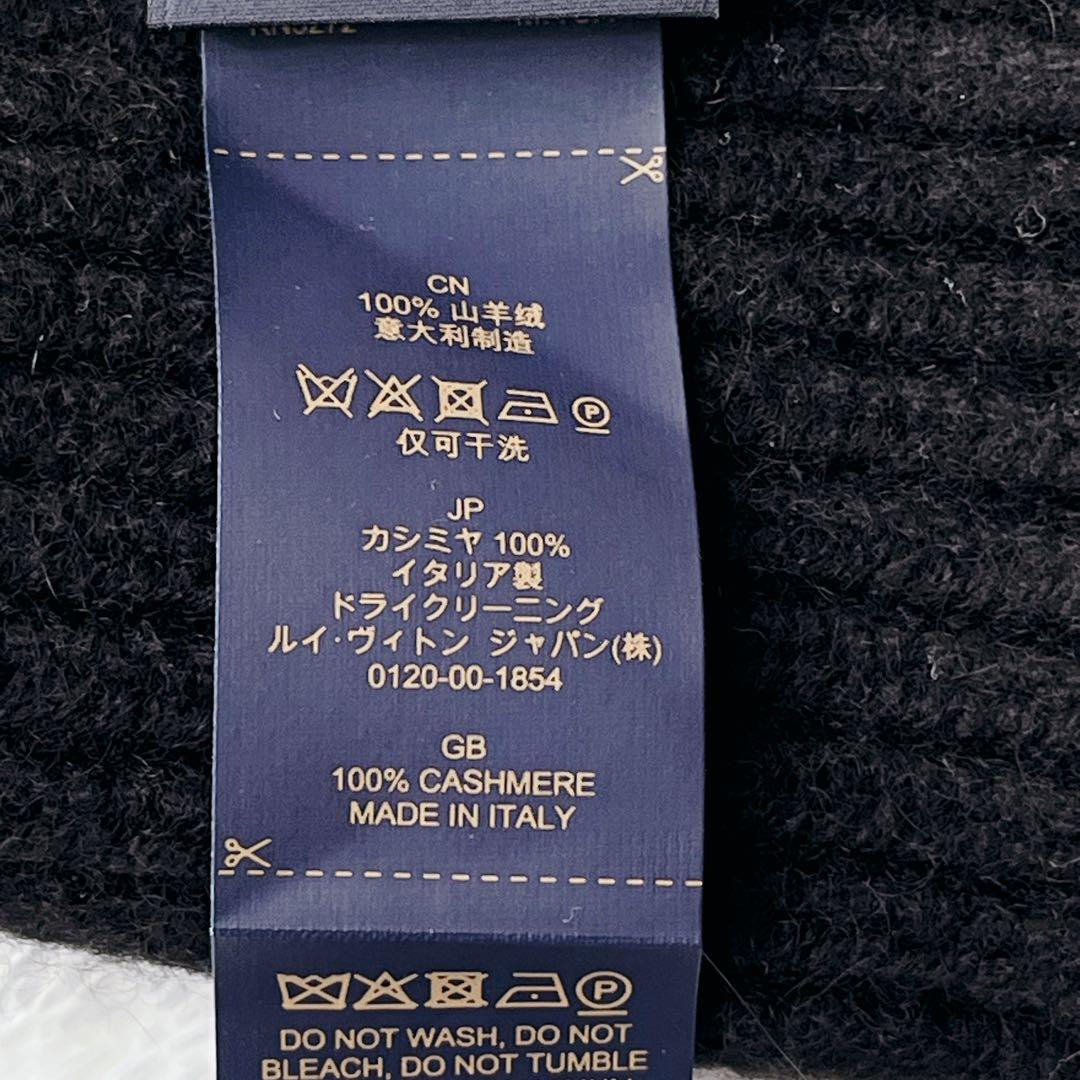 CN
100% 山羊绒
意大利制造
P
仅可干洗
JP
カシミヤ 100%
イタリア製
ドライクリーニング
ルイ·ヴィトン ジャパン(株)
0120-00-1854
GB
100% CASHMERE
MADE IN ITALY
P
DO NOT WASH, DO NOT
BLEACH, DO NOT TUMBLE